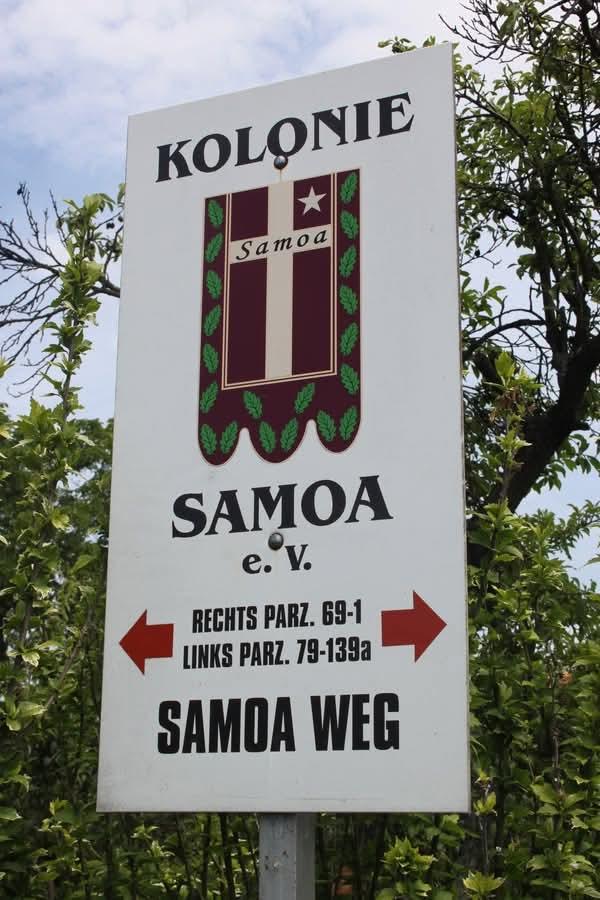 KOLONIE
Samoa
SAMOA
e. V.
RECHTS PARZ. 69-1
LINKS PARZ. 79-139a
SAMOA WEG